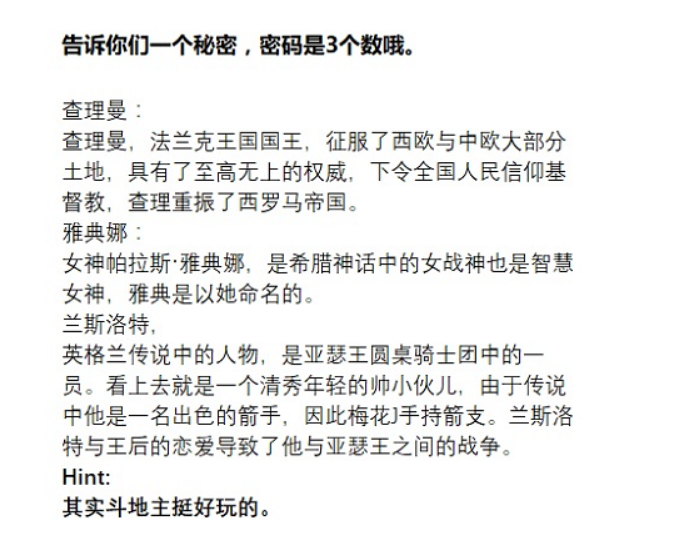 告诉你们一个秘密，密码是3个数哦。
查理曼：
查理曼，法兰克王国国王，征服了西欧与中欧大部分
土地，具有了至高无上的权威，下令全国人民信仰基
督教，查理重振了西罗马帝国。
雅典娜：
女神帕拉斯·雅典娜，是希腊神话中的女战神也是智慧
女神，雅典是以她命名的。
兰斯洛特，
英格兰传说中的人物，是亚瑟王圆桌骑士团中的一
员。看上去就是一个清秀年轻的帅小伙儿，由于传说
中他是一名出色的箭手，因此梅花J手持箭支。兰斯洛
特与王后的恋爱导致了他与亚瑟王之间的战争。
Hint:
其实斗地主挺好玩的。